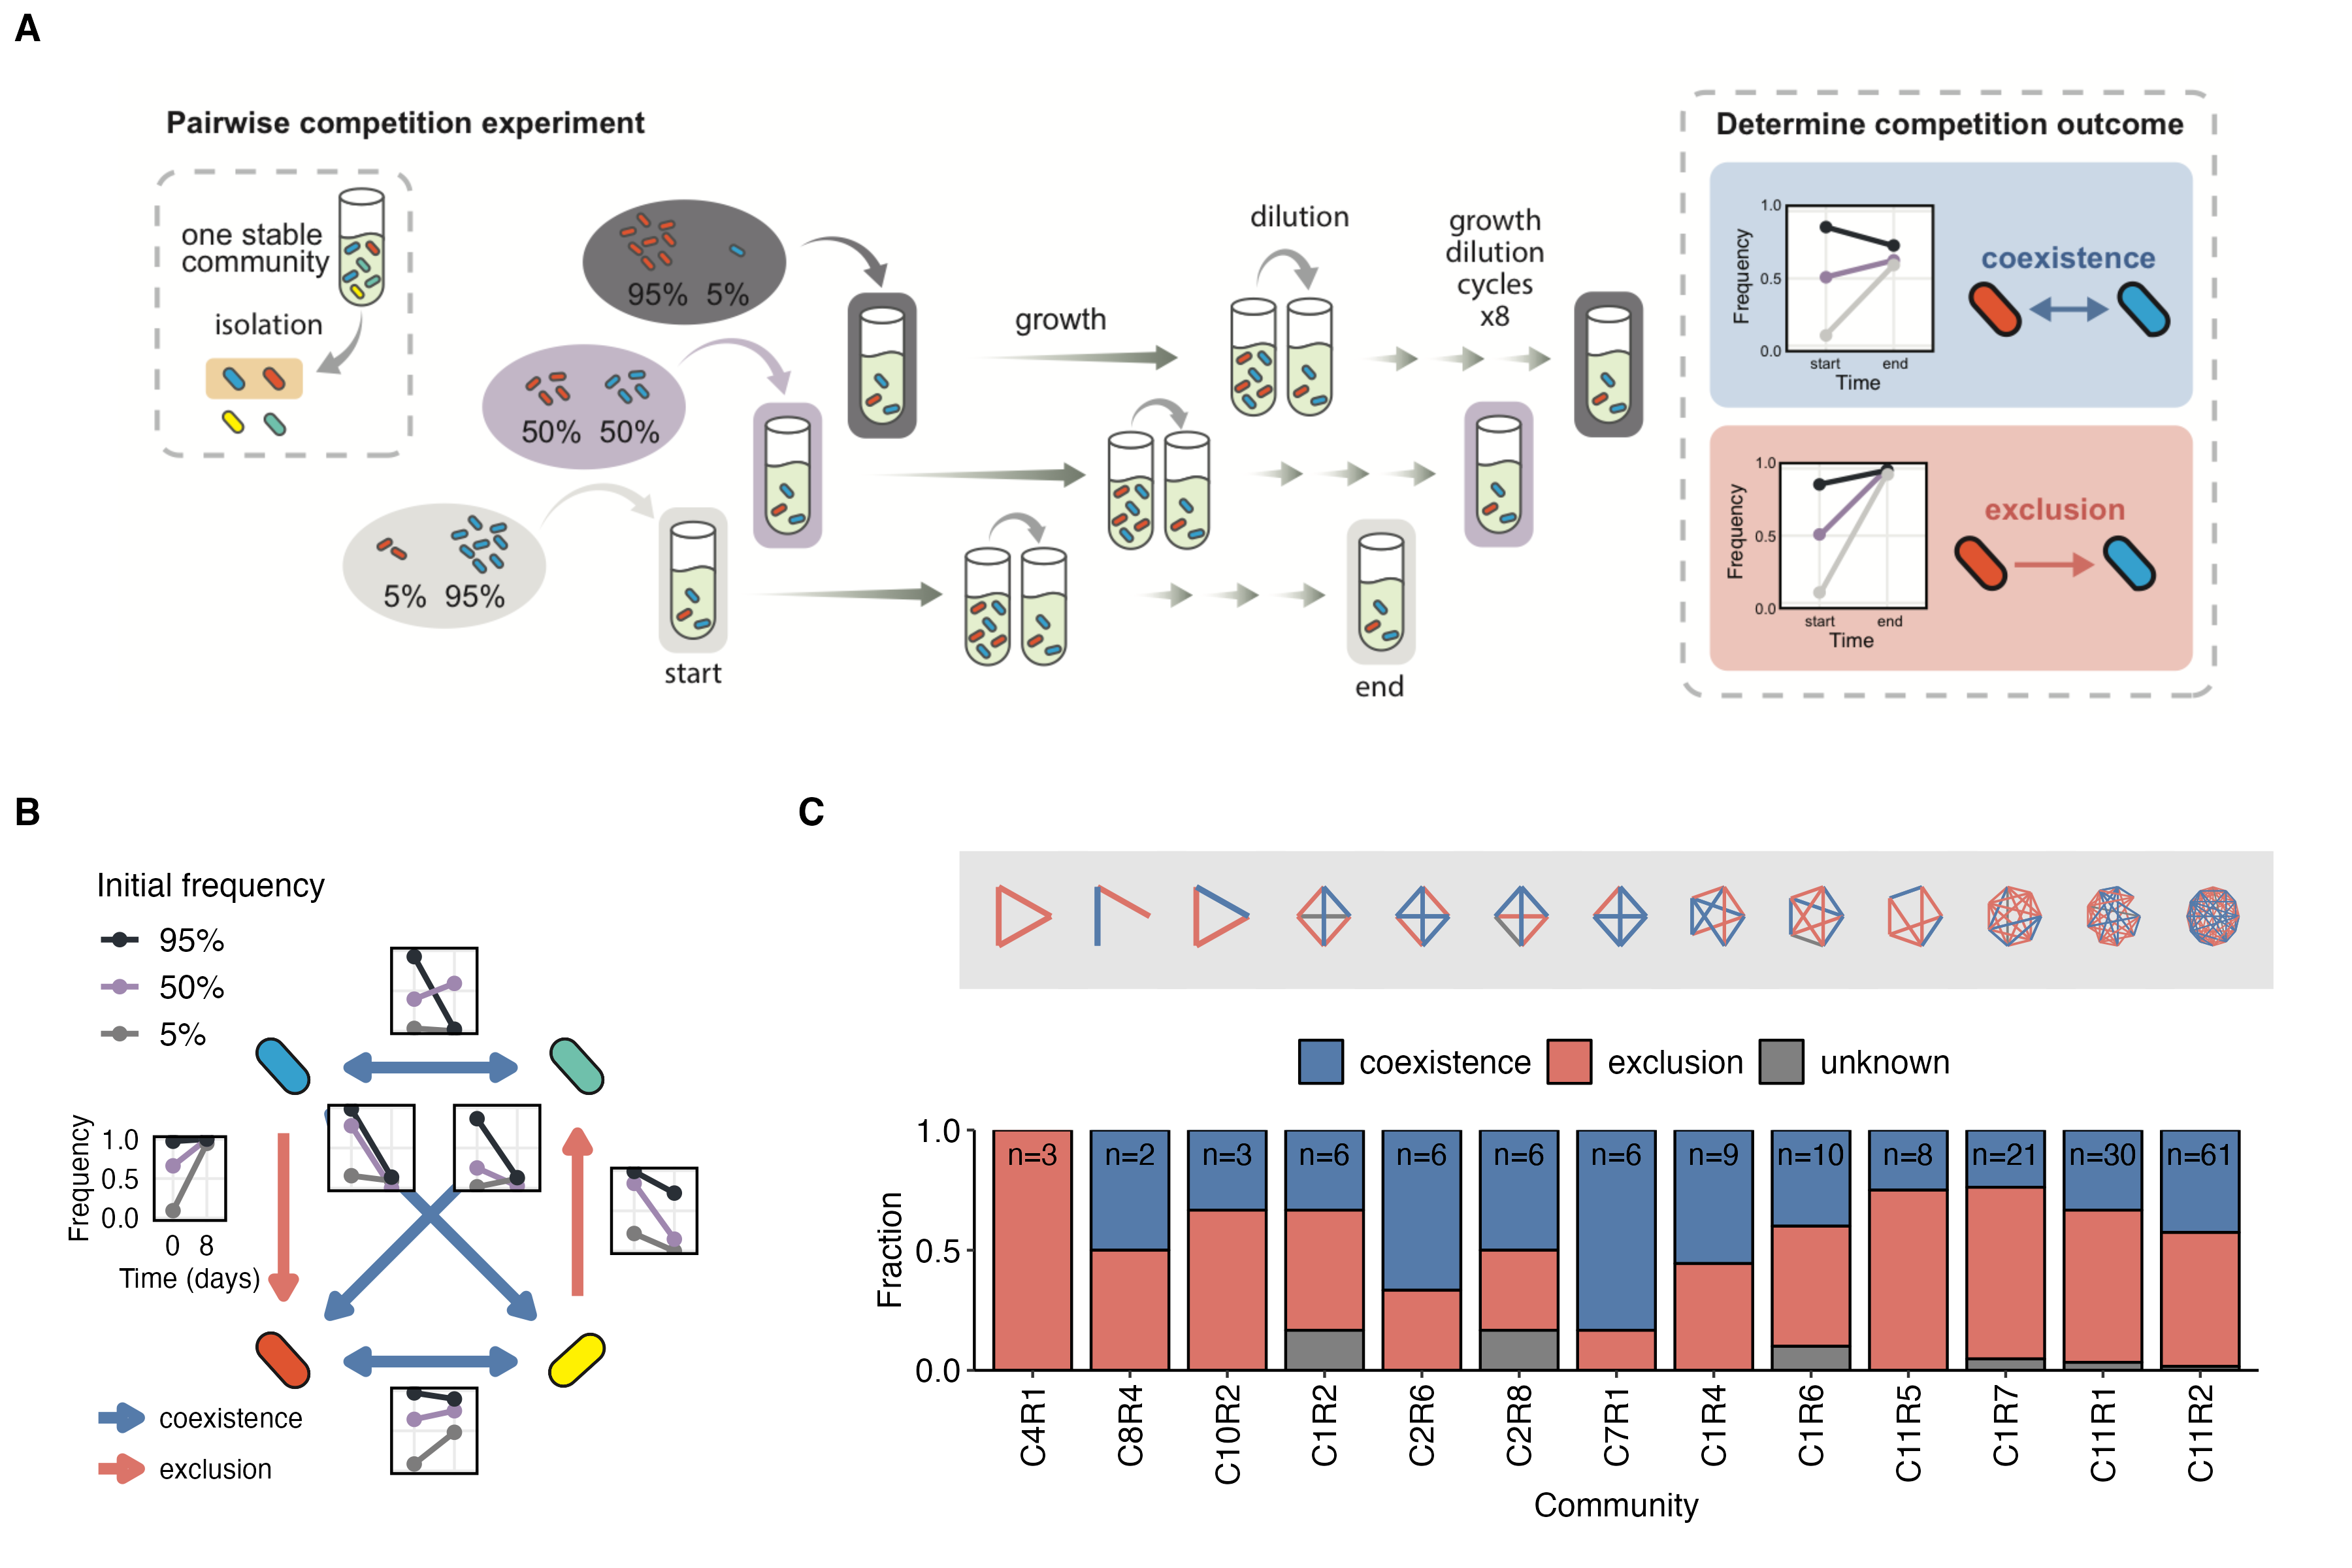 A
Pairwise competition experiment
one stable
community
isolation
95% 5%
50% 50%
5% 95%
start
growth
dilution
growth
dilution
cycles
x8
end
Determine competition outcome
1.0
0.5
0.0
Frequency
start end
Time
coexistence
1.0
0.5
0.0
Frequency
start end
Time
exclusion
B
Initial frequency
95%
50%
5%
Frequency
1.0
0.5
0.0
0 8
Time (days)
coexistence
exclusion
C
coexistence exclusion unknown
Fraction
1.0
0.5
0.0
n=3 n=2 n=3 n=6 n=6 n=6 n=6 n=9 n=10 n=8 n=21 n=30 n=61
C4R1 C8R4 C10R2 C1R2 C2R6 C2R8 C7R1 C1R4 C1R6 C11R5 C1R7 C11R1 C11R2
Community